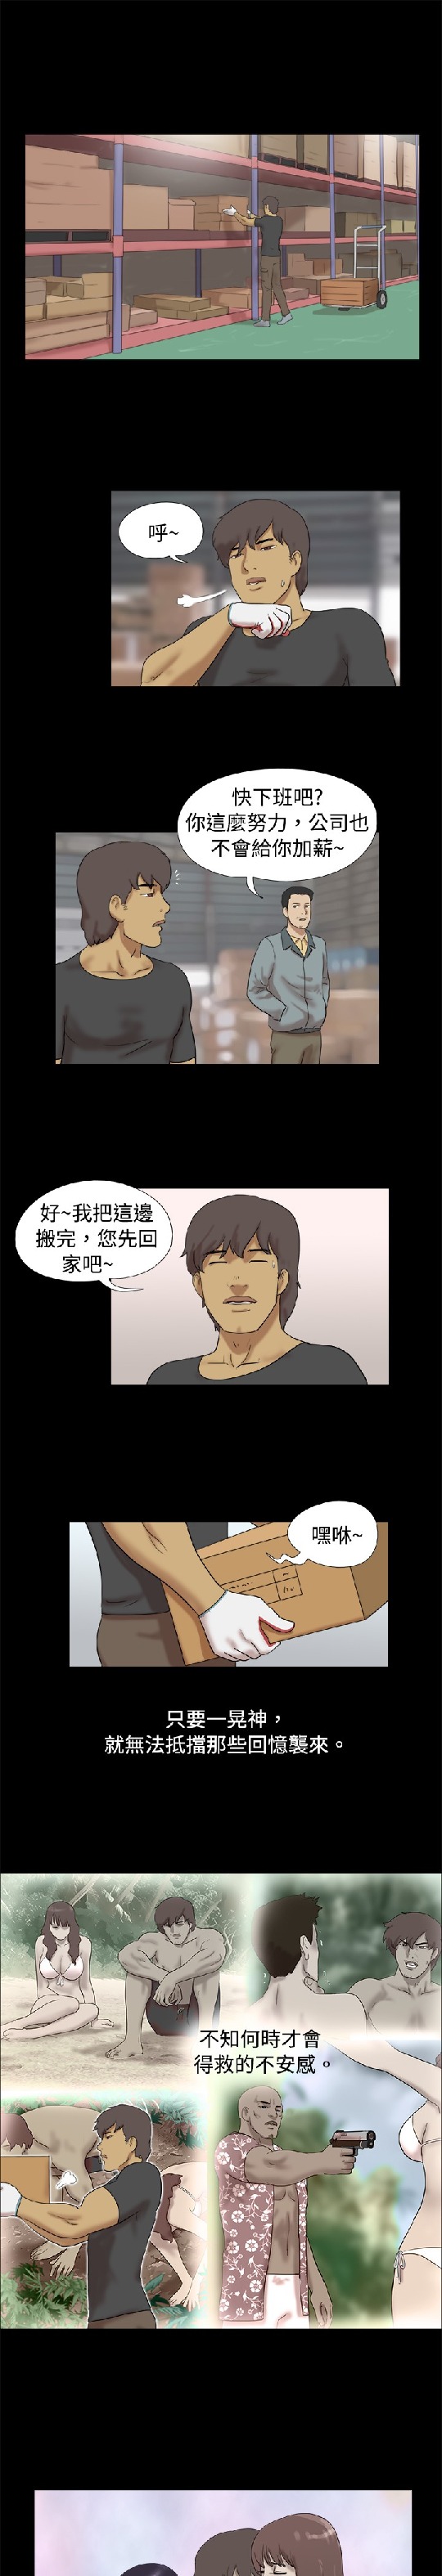 呼~
快下班吧?
你這麼努力，公司也
不會給你加薪~
好~我把這邊
搬完，您先回
家吧~
嘿咻~
只要一晃神，
就無法抵擋那些回憶襲來。
不知何時才會
得救的不安感。